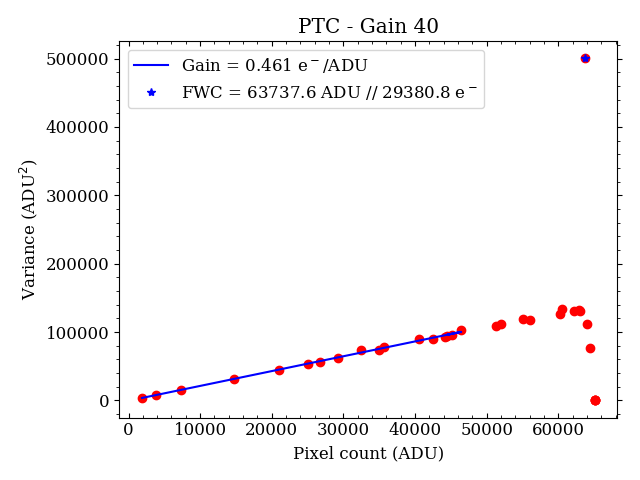 PTC - Gain 40
Gain = 0.461 e⁻/ADU
FWC = 63737.6 ADU // 29380.8 e⁻
Variance (ADU²)
500000
400000
300000
200000
100000
0
0 10000 20000 30000 40000 50000 60000
Pixel count (ADU)